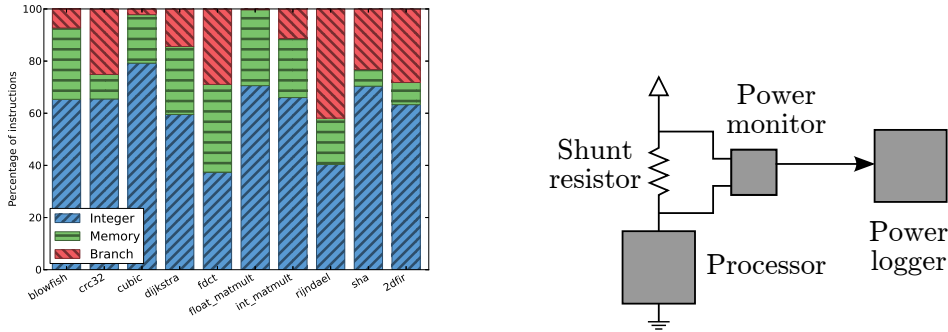 Percentage of instructions
100
80
60
40
20
0
Integer
Memory
Branch
blowfish
crc32
cubic
dijkstra
fdct
float_matmult
int_matmult
rijndael
sha
2dfir
Power
monitor
Shunt
resistor
Processor
Power
logger